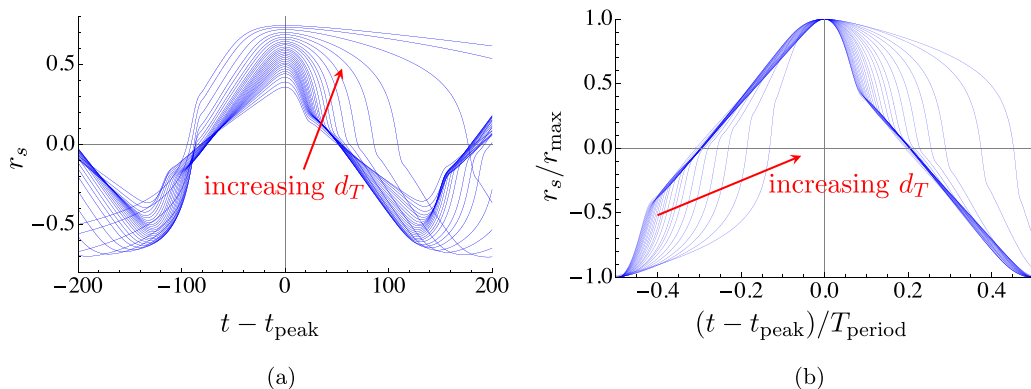 0.5
0.0
−0.5
r_s
increasing d_T
−200 −100 0 100 200
t − t_peak
(a)
1.0
0.5
0.0
−0.5
−1.0
r_s/r_max
increasing d_T
−0.4 −0.2 0.0 0.2 0.4
(t − t_peak)/T_period
(b)